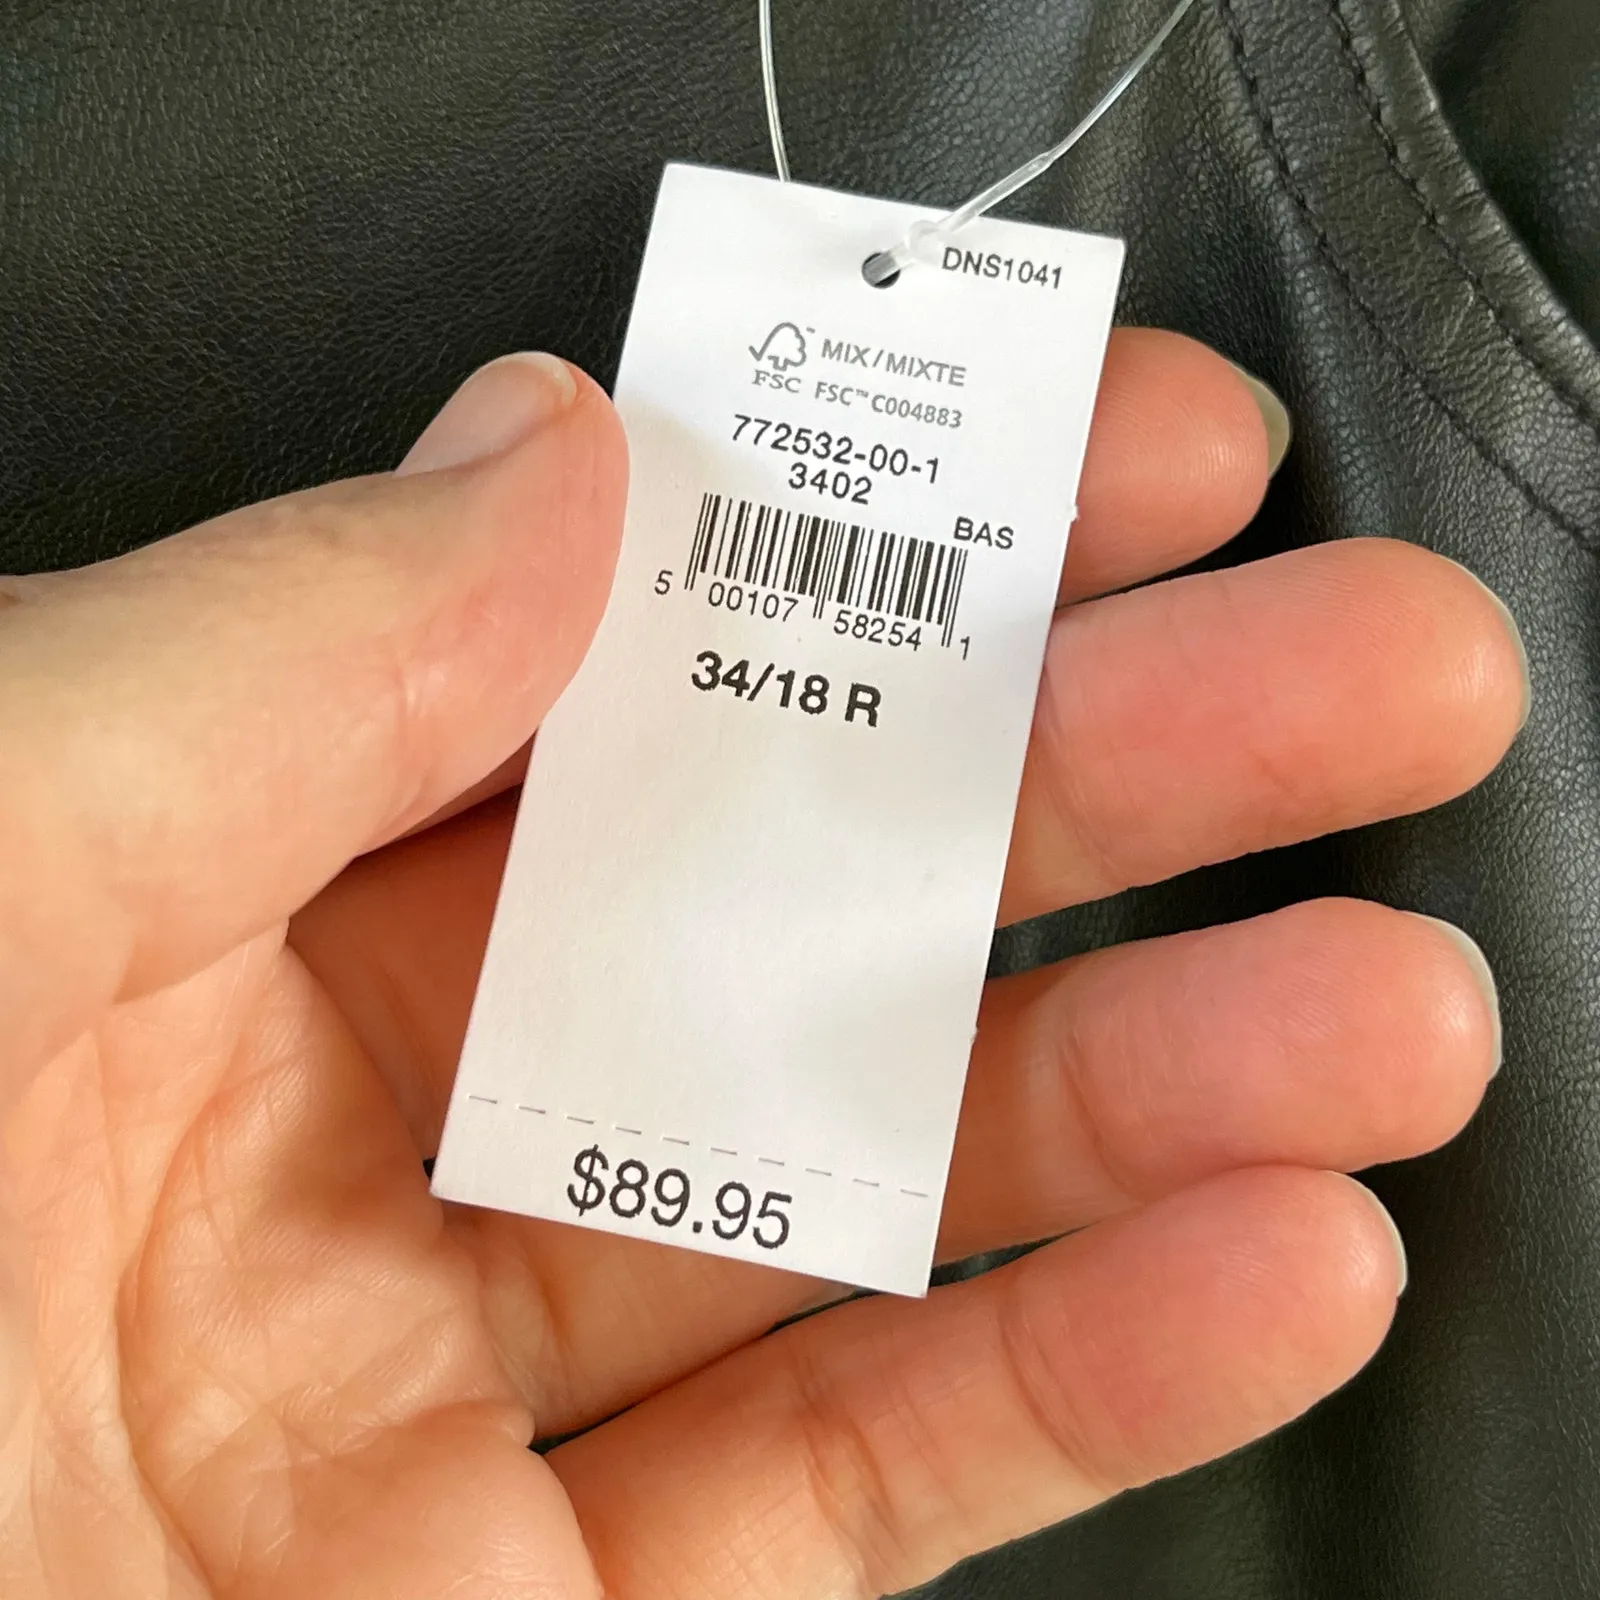 DNS1041
MIX/MIXTE
FSC FSC™ C004883
772532-00-1
3402
BAS
5 00107 58254 1
34/18 R
$89.95